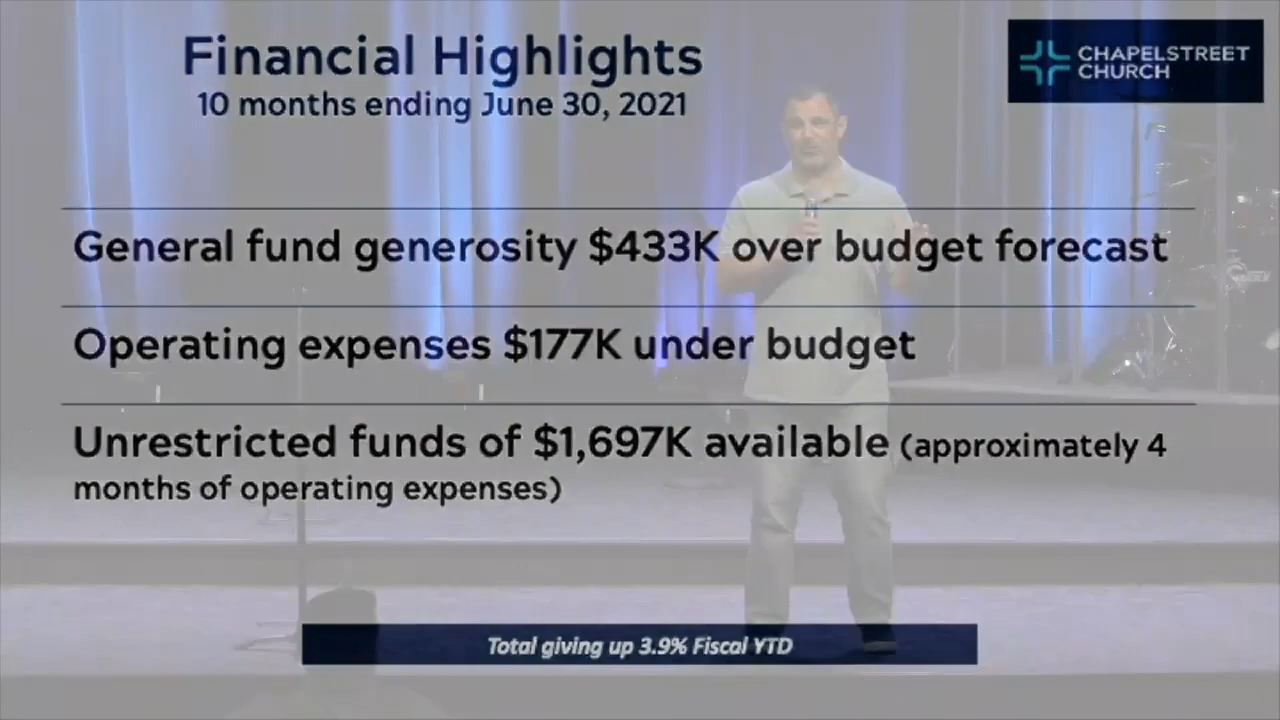 Financial Highlights
10 months ending June 30, 2021
CHAPELSTREET
CHURCH
General fund generosity $433K over budget forecast
Operating expenses $177K under budget
Unrestricted funds of $1,697K available (approximately 4
months of operating expenses)
Total giving up 3.9% Fiscal YTD